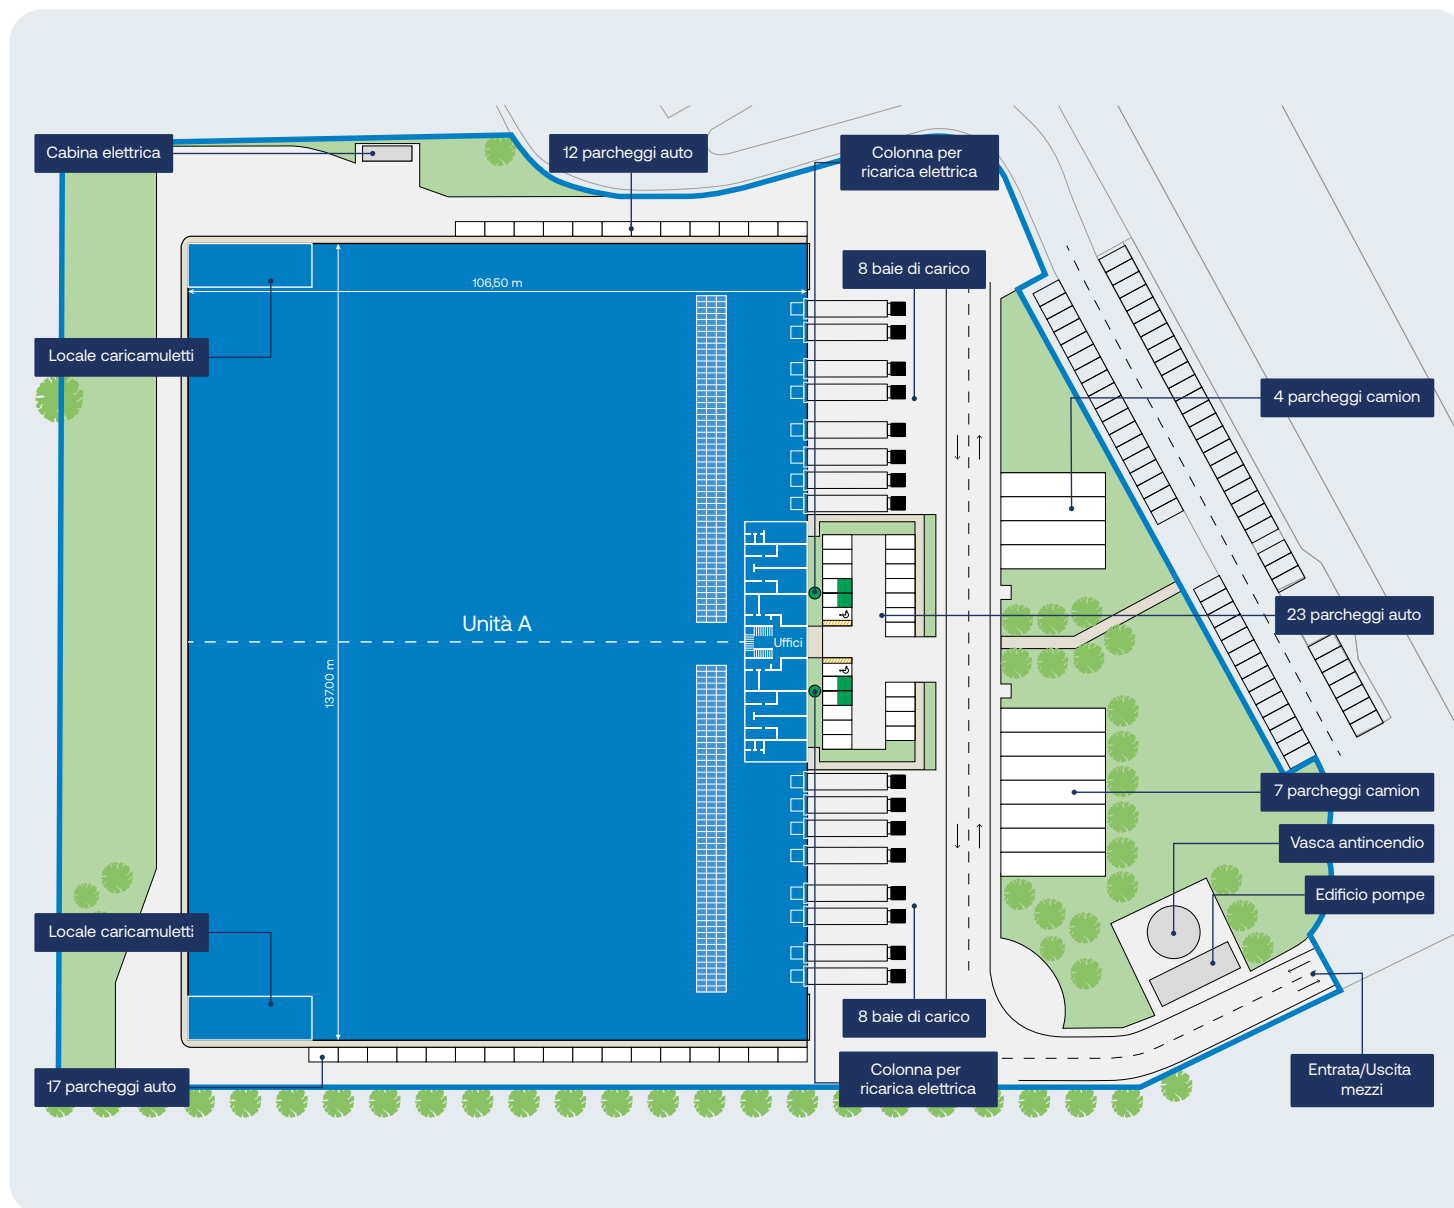 Cabina elettrica
12 parcheggi auto
Colonna per
ricarica elettrica
8 baie di carico
106,50 m
Locale caricamuletti
4 parcheggi camion
Unità A
Uffici
23 parcheggi auto
137.00 m
7 parcheggi camion
Vasca antincendio
Edificio pompe
Locale caricamuletti
8 baie di carico
17 parcheggi auto
Colonna per
ricarica elettrica
Entrata/Uscita
mezzi